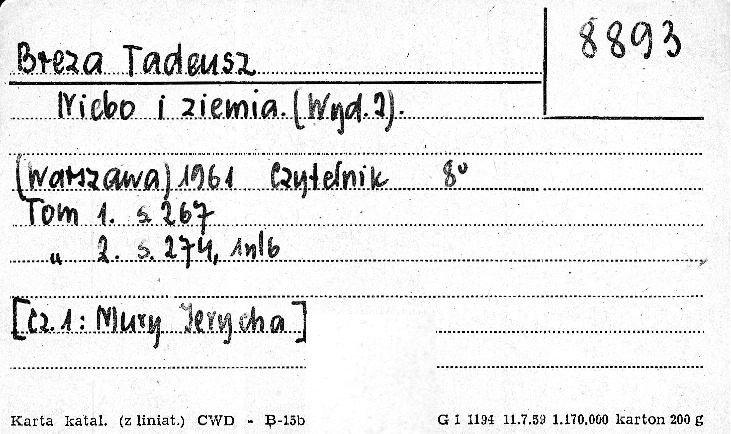 8893
Breza Tadeusz
Niebo i ziemia. (Wyd. 2).
(Warszawa) 1961 Czytelnik 8°
Tom 1. s. 267
„ 2. s. 274, 1nlb
[Cz. 1: Mury Jerycha]
Karta katal. (z liniat.) CWD - B-15b G I 1194 11.7.59 1.170.000 karton 200 g